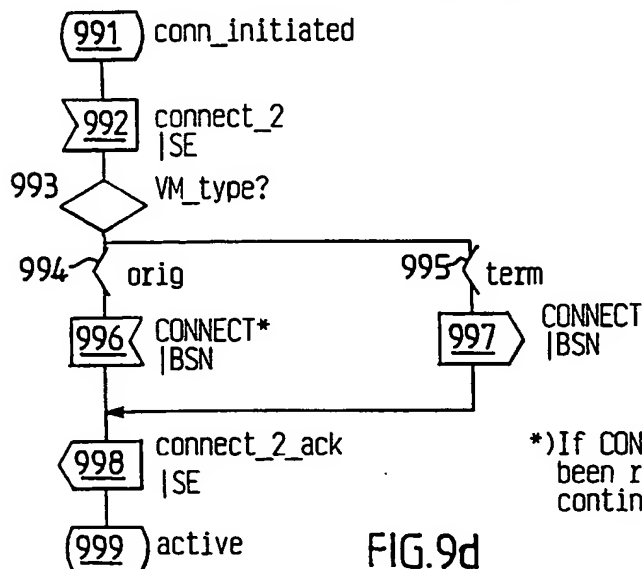 991 conn_initiated
992 connect_2
|SE
993 VM_type?
994 orig
995 term
996 CONNECT*
|BSN
997 CONNECT
|BSN
998 connect_2_ack
|SE
*)If CON
been r
contin
999 active
FIG.9d